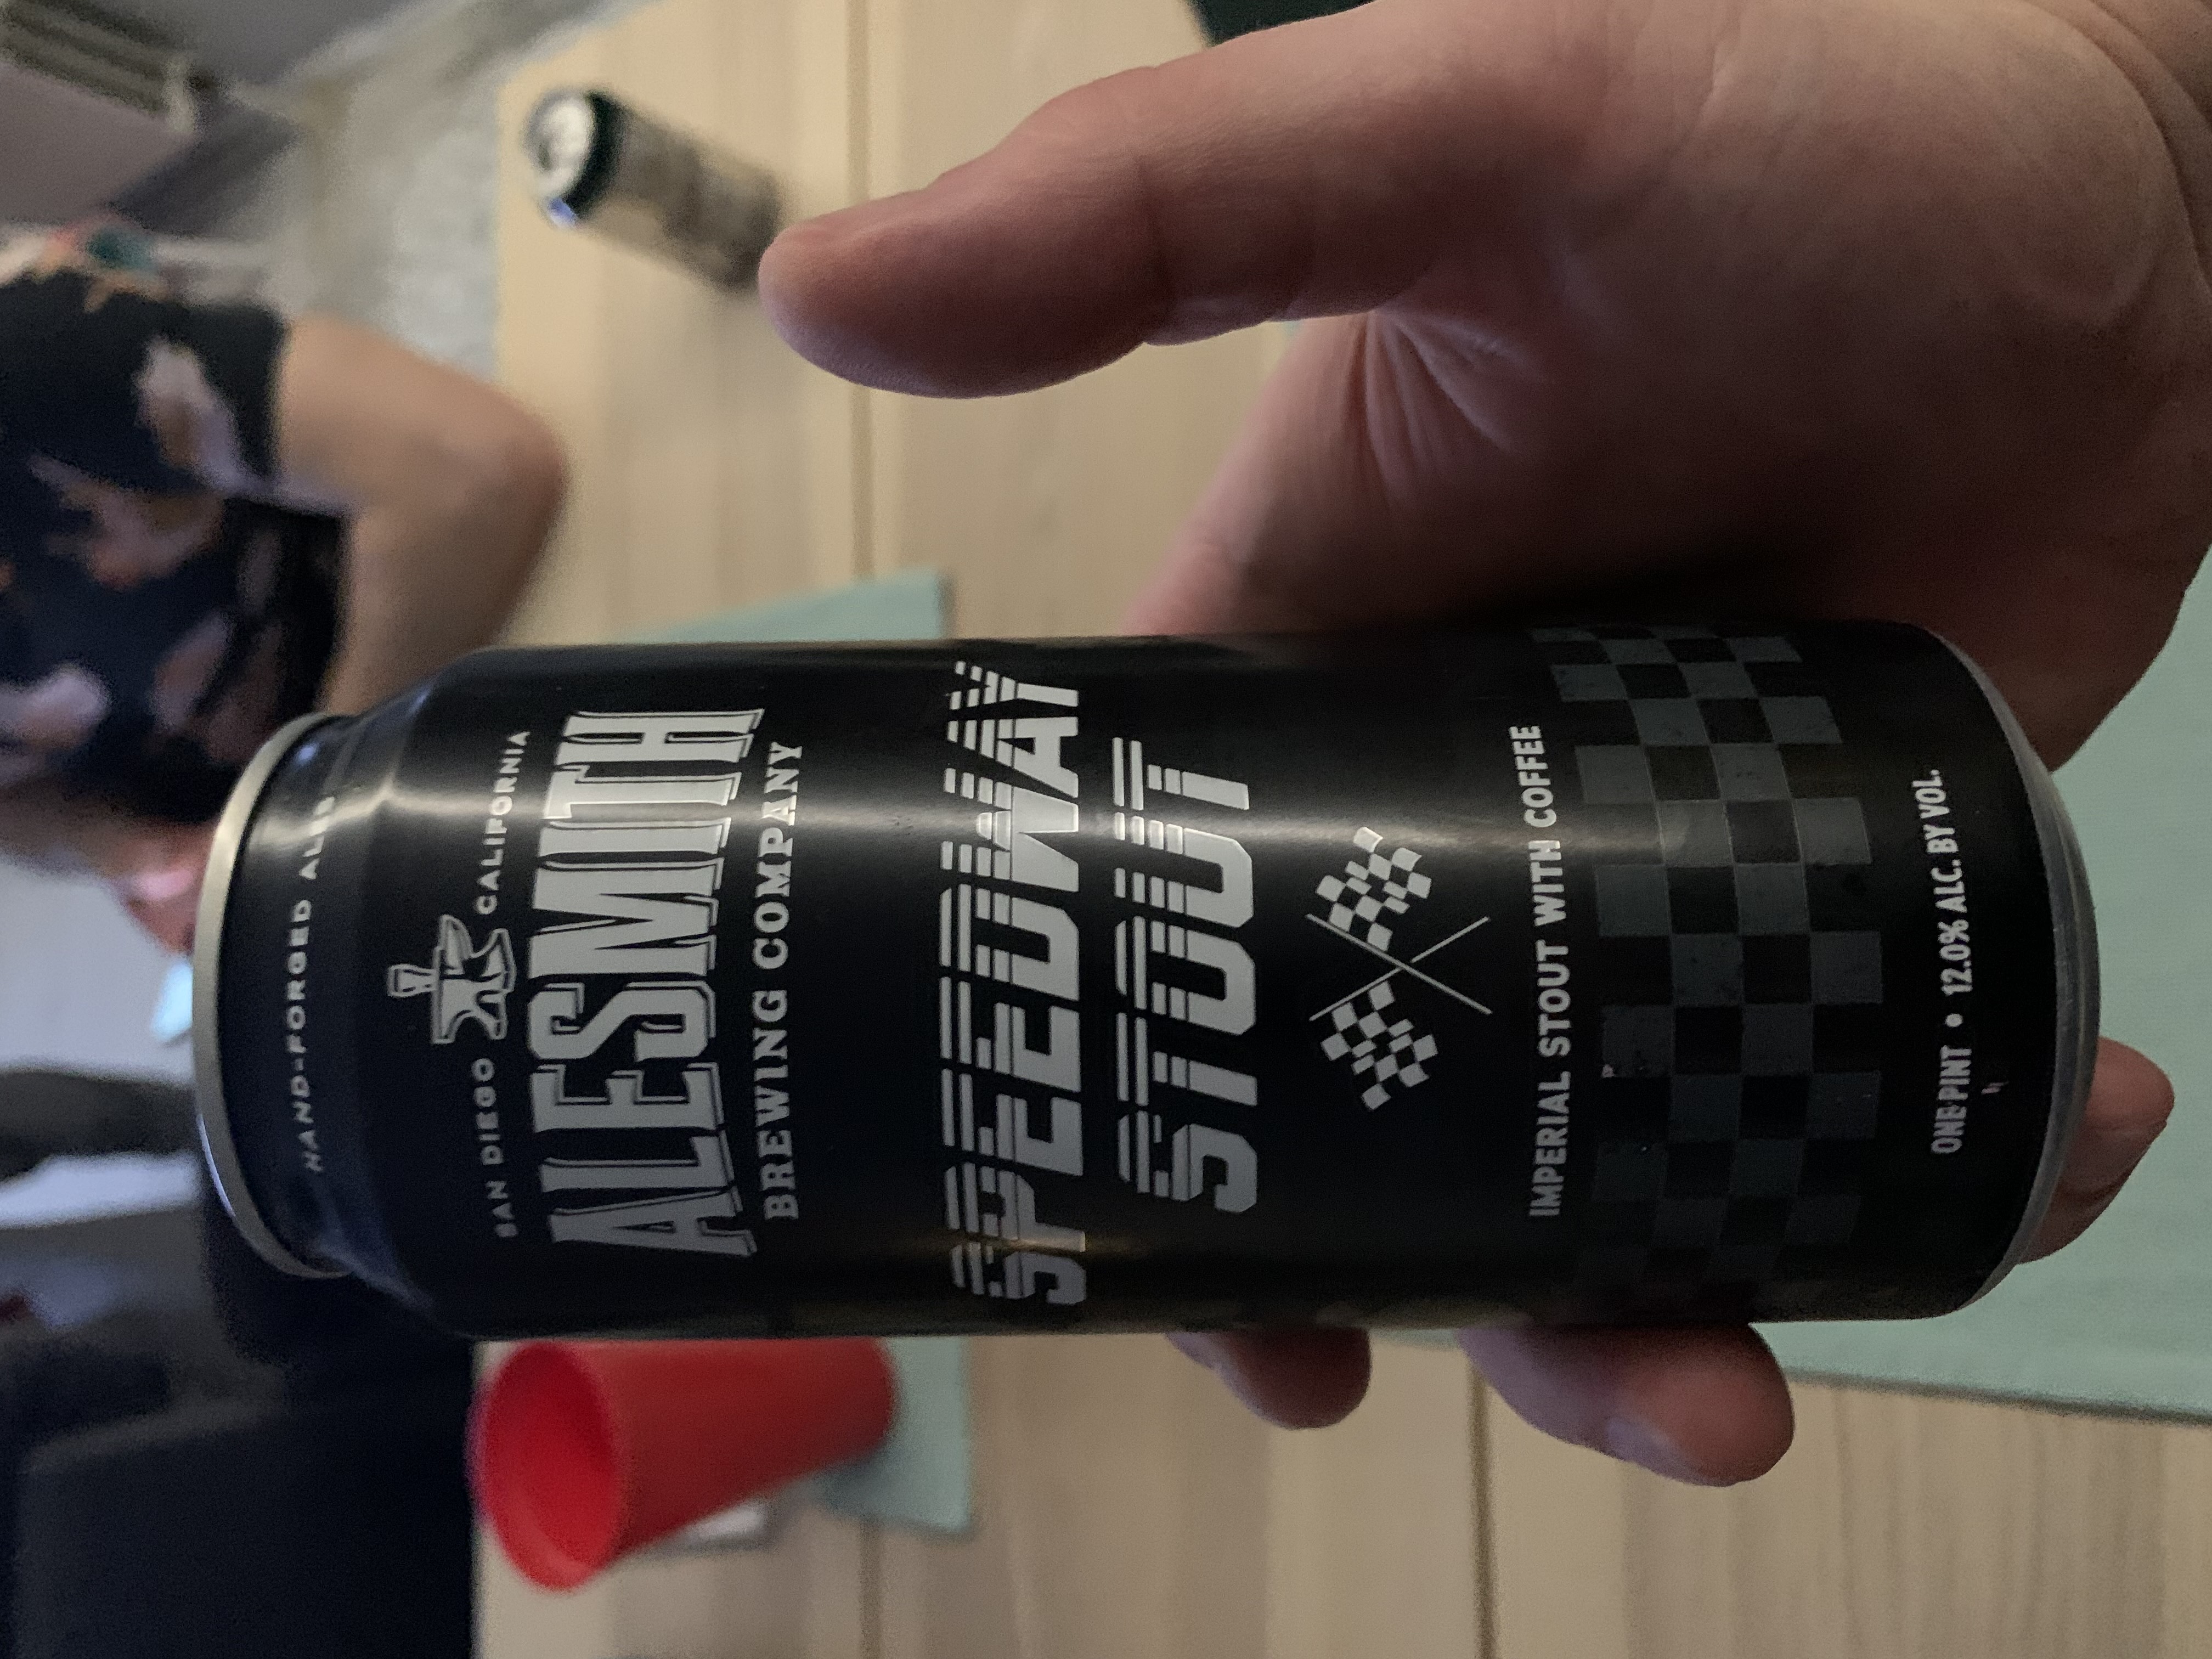 HAND-FORGED ALES
SAN DIEGO CALIFORNIA
ALESMITH
BREWING COMPANY
SPEEDWAY
STOUT
IMPERIAL STOUT WITH COFFEE
ONE PINT • 12.0% ALC. BY VOL.